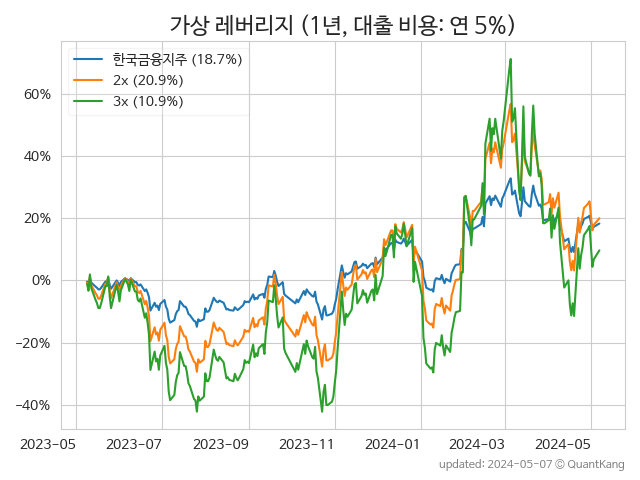 가상 레버리지 (1년, 대출 비용: 연 5%)
한국금융지주 (18.7%)
2x (20.9%)
3x (10.9%)
60%
40%
20%
0%
−20%
−40%
2023-05 2023-07 2023-09 2023-11 2024-01 2024-03 2024-05
updated: 2024-05-07 © QuantKang